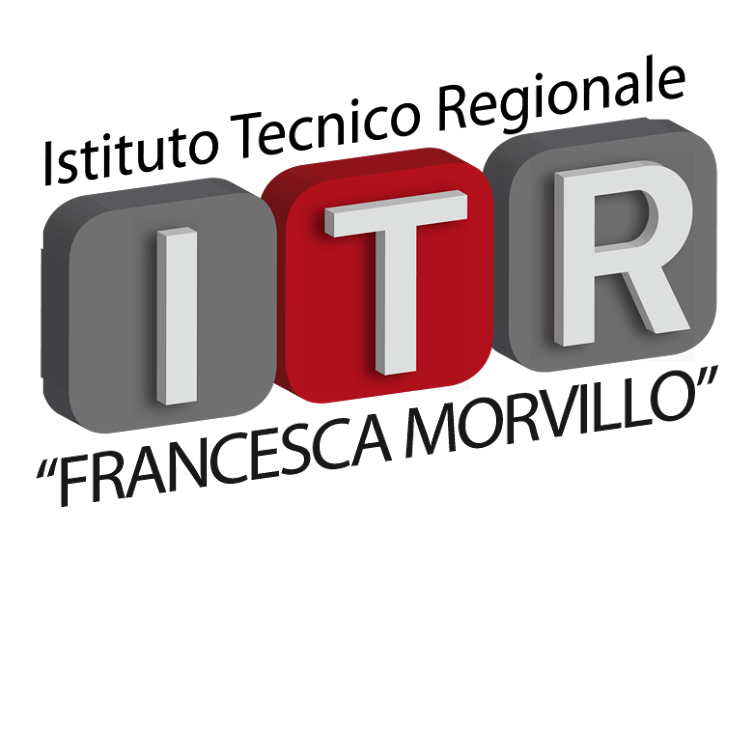 Istituto Tecnico Regionale
ITR
“FRANCESCA MORVILLO”